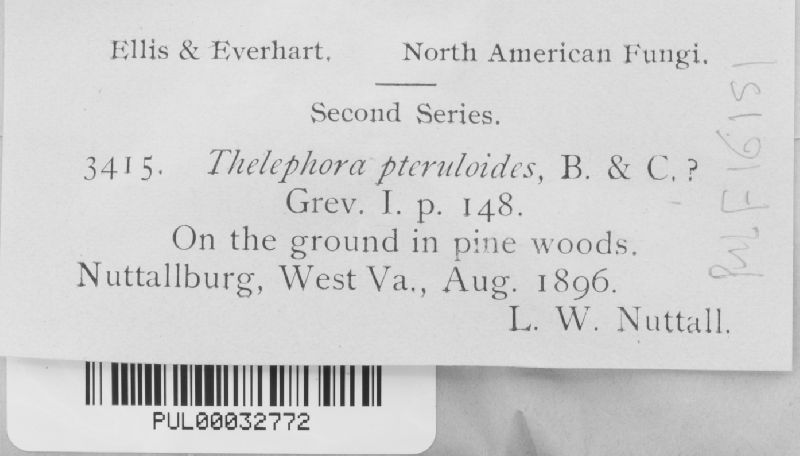 Ellis & Everhart. North American Fungi.
Second Series.
3415. Thelephora pteruloides, B. & C. ?
Grev. I. p. 148.
On the ground in pine woods.
Nuttallburg, West Va., Aug. 1896.
L. W. Nuttall.
PUL F16151
PUL00032772